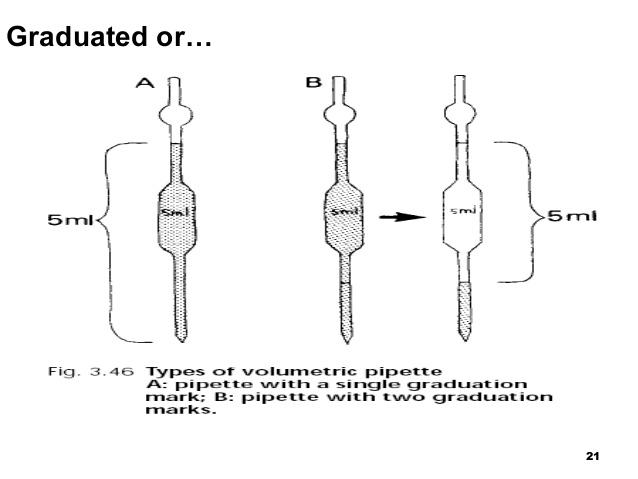 Graduated or…
A
B
5ml
5ml
5ml
5ml
5ml
Fig. 3.46 Types of volumetric pipette
A: pipette with a single graduation
mark; B: pipette with two graduation
marks.
21